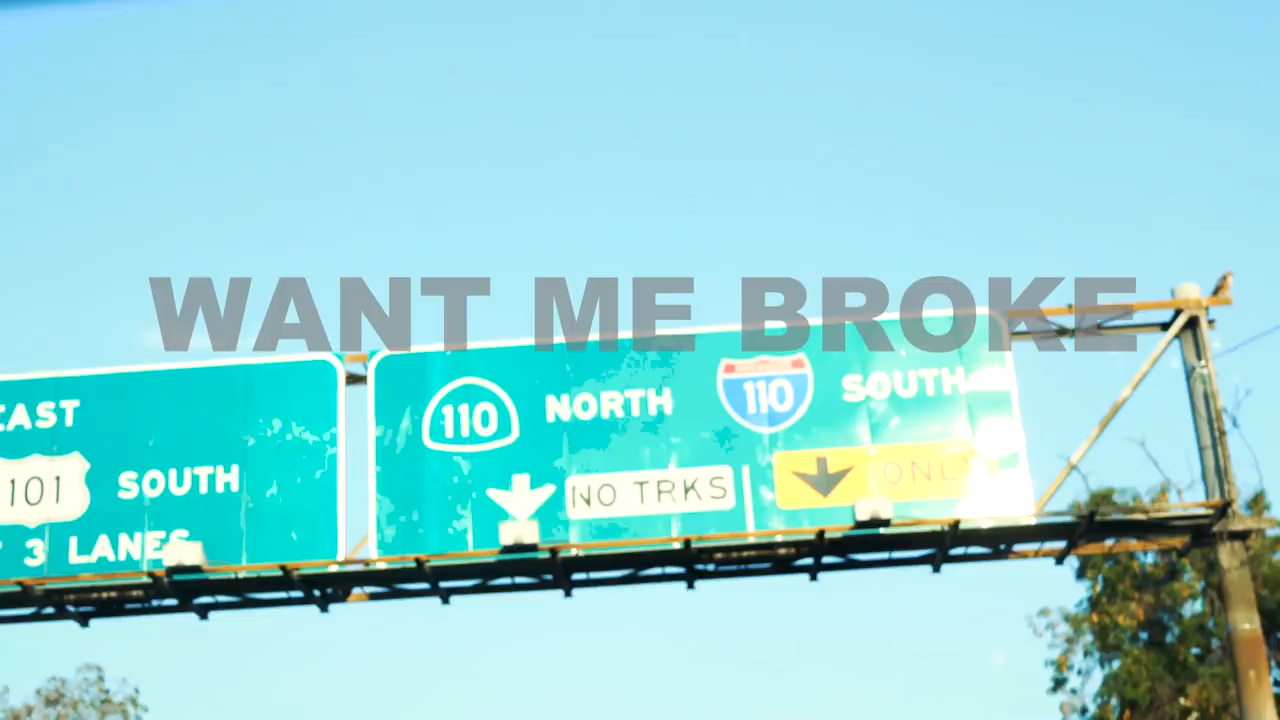 WANT ME BROKE
EAST
101 SOUTH
3 LANES
110 NORTH
110 SOUTH
NO TRKS
ONLY